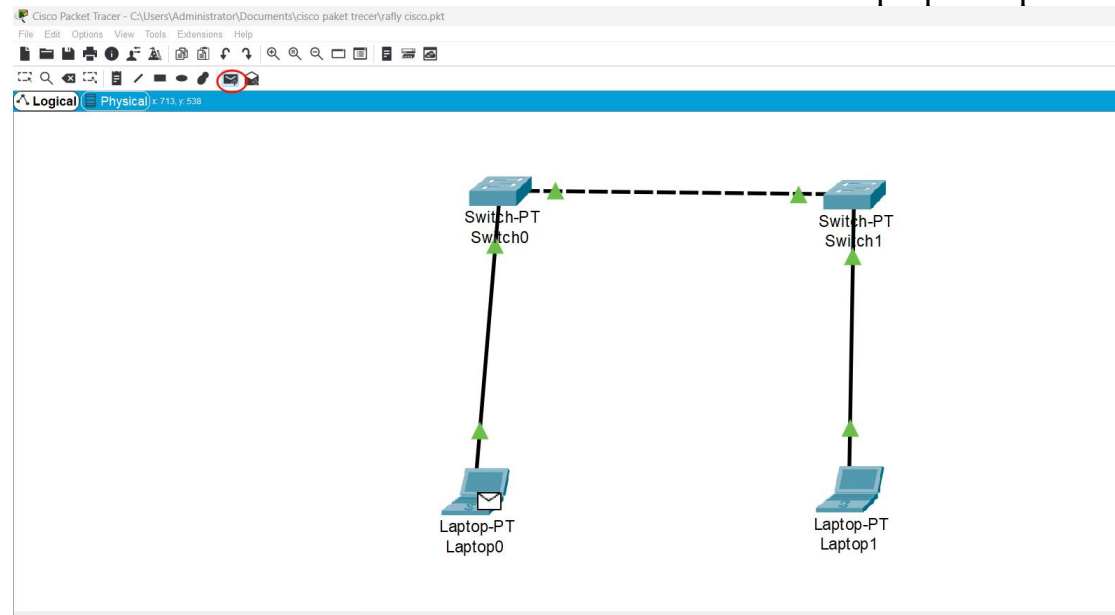 Cisco Packet Tracer - C:\Users\Administrator\Documents\cisco paket trecer\rafly cisco.pkt
File Edit Options View Tools Extensions Help
Logical Physical x: 713, y: 538
Switch-PT
Switch0
Switch-PT
Switch1
Laptop-PT
Laptop0
Laptop-PT
Laptop1